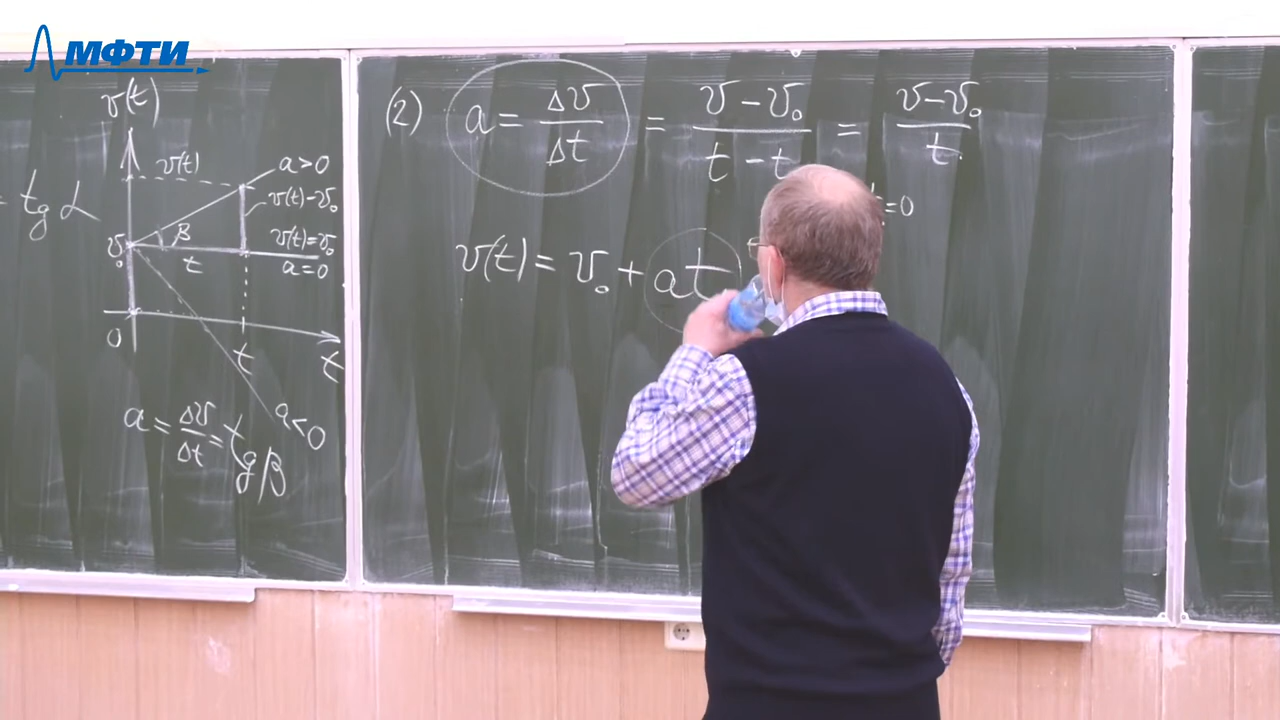 МФТИ
v(t)
v(t)
a>0
= tg α
v(t)-v₀
v₀
β
v(t)=v₀
t
a=0
0
t
t
a<0
a = Δv/Δt = tg β
(2) a = Δv/Δt = (v-v₀)/(t-t = (v-v₀)/t
=0
v(t) = v₀ + at